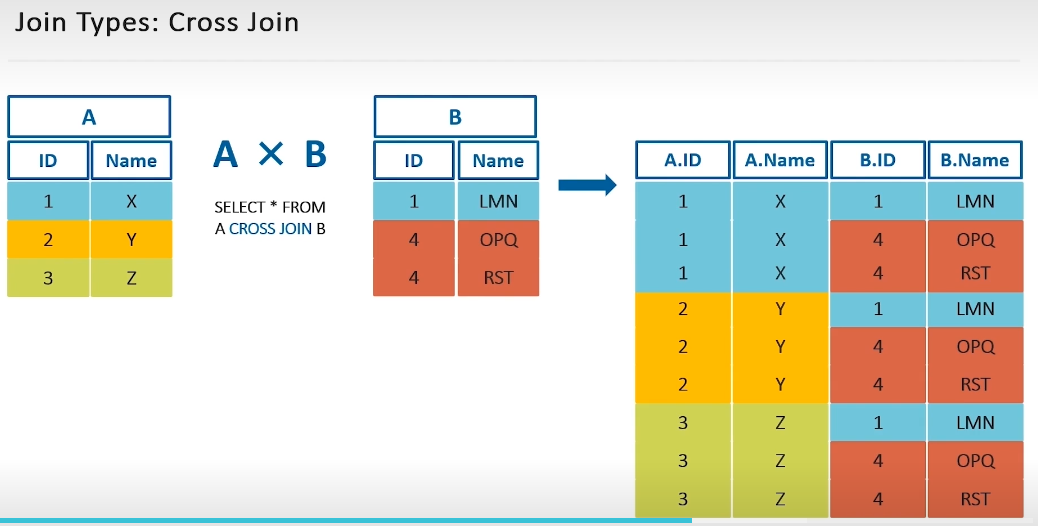 Join Types: Cross Join
A
ID Name
1 X
2 Y
3 Z
A × B
SELECT * FROM
A CROSS JOIN B
B
ID Name
1 LMN
4 OPQ
4 RST
A.ID A.Name B.ID B.Name
1 X 1 LMN
1 X 4 OPQ
1 X 4 RST
2 Y 1 LMN
2 Y 4 OPQ
2 Y 4 RST
3 Z 1 LMN
3 Z 4 OPQ
3 Z 4 RST